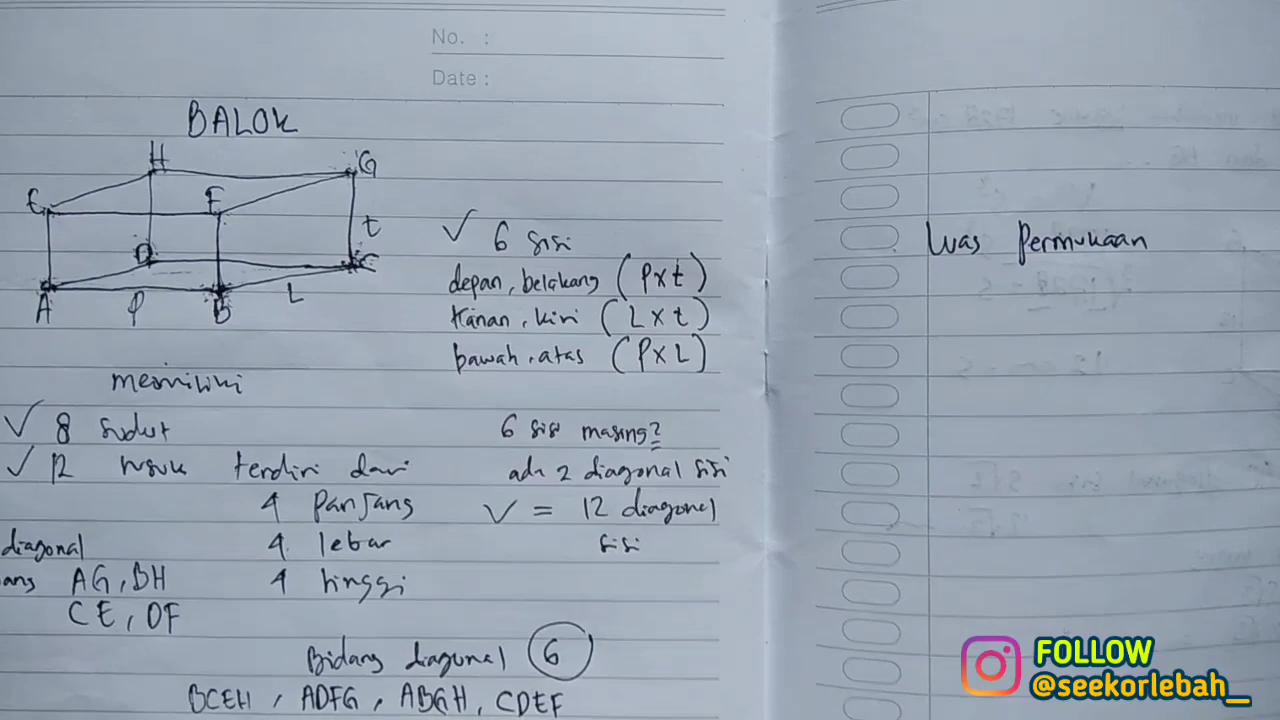 No. :
Date :
BALOK
H
G
E
F
t
D
C
A
P
B
L
✓ 6 sisi
depan, belakang (P x t)
kanan, kiri (L x t)
bawah, atas (P x L)
memiliki
✓ 8 sudut
✓ 12 rusuk terdiri dari
4 panjang
4 lebar
4 tinggi
6 sisi masing2
ada 2 diagonal sisi
✓ = 12 diagonal
sisi
diagonal
ang AG, BH
CE, DF
Bidang diagonal 6
BCEH, ADFG, ABGH, CDEF
Luas Permukaan
FOLLOW
@seekorlebah_